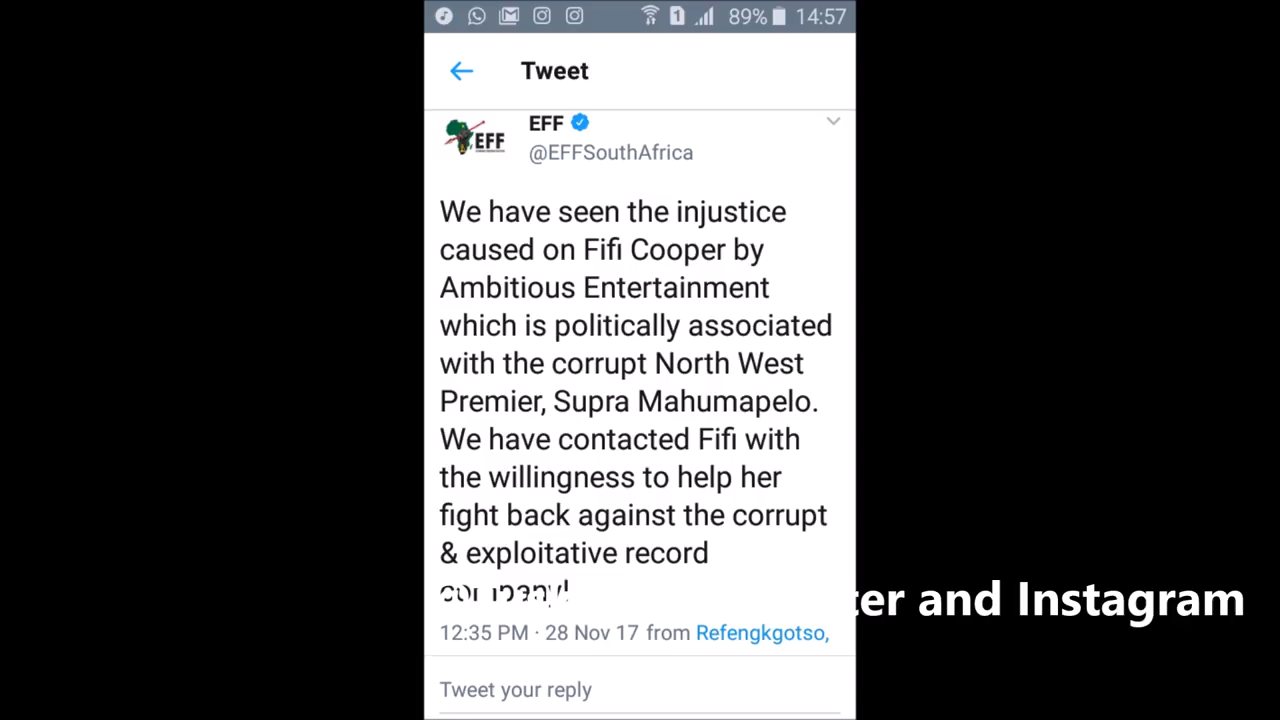 89% 14:57
Tweet
EFF
EFF
@EFFSouthAfrica
We have seen the injustice
caused on Fifi Cooper by
Ambitious Entertainment
which is politically associated
with the corrupt North West
Premier, Supra Mahumapelo.
We have contacted Fifi with
the willingness to help her
fight back against the corrupt
& exploitative record
company!
ter and Instagram
12:35 PM · 28 Nov 17 from Refengkgotso,
Tweet your reply